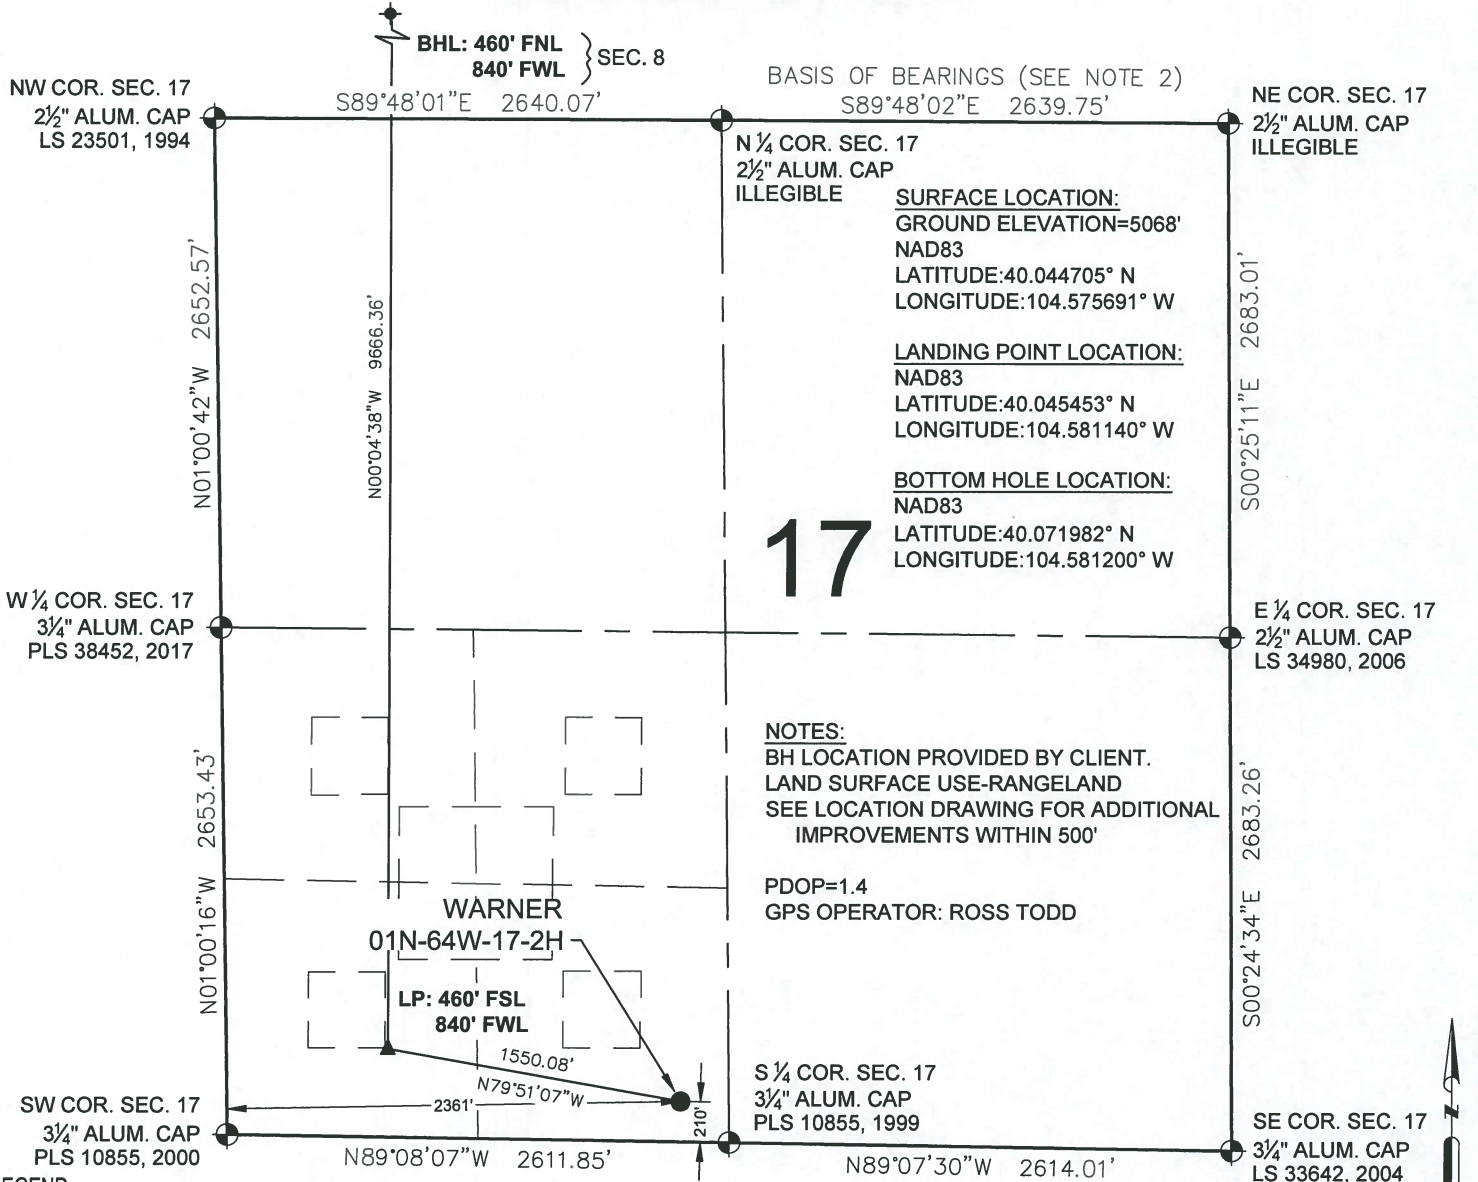 BHL: 460' FNL
840' FWL
SEC. 8
NW COR. SEC. 17
2½" ALUM. CAP
LS 23501, 1994
S89°48'01"E 2640.07'
BASIS OF BEARINGS (SEE NOTE 2)
S89°48'02"E 2639.75'
NE COR. SEC. 17
2½" ALUM. CAP
ILLEGIBLE
N ¼ COR. SEC. 17
2½" ALUM. CAP
ILLEGIBLE
SURFACE LOCATION:
GROUND ELEVATION=5068'
NAD83
LATITUDE:40.044705° N
LONGITUDE:104.575691° W
LANDING POINT LOCATION:
NAD83
LATITUDE:40.045453° N
LONGITUDE:104.581140° W
BOTTOM HOLE LOCATION:
NAD83
LATITUDE:40.071982° N
LONGITUDE:104.581200° W
N01°00'42"W 2652.57'
N00°04'38"W 9666.36'
S00°25'11"E 2683.01'
17
W ¼ COR. SEC. 17
3¼" ALUM. CAP
PLS 38452, 2017
E ¼ COR. SEC. 17
2½" ALUM. CAP
LS 34980, 2006
NOTES:
BH LOCATION PROVIDED BY CLIENT.
LAND SURFACE USE-RANGELAND
SEE LOCATION DRAWING FOR ADDITIONAL
IMPROVEMENTS WITHIN 500'
PDOP=1.4
GPS OPERATOR: ROSS TODD
N01°00'16"W 2653.43'
S00°24'34"E 2683.26'
WARNER
01N-64W-17-2H
LP: 460' FSL
840' FWL
1550.08'
N79°51'07"W
2361'
210'
SW COR. SEC. 17
3¼" ALUM. CAP
PLS 10855, 2000
N89°08'07"W 2611.85'
S ¼ COR. SEC. 17
3¼" ALUM. CAP
PLS 10855, 1999
N89°07'30"W 2614.01'
SE COR. SEC. 17
3¼" ALUM. CAP
LS 33642, 2004
N